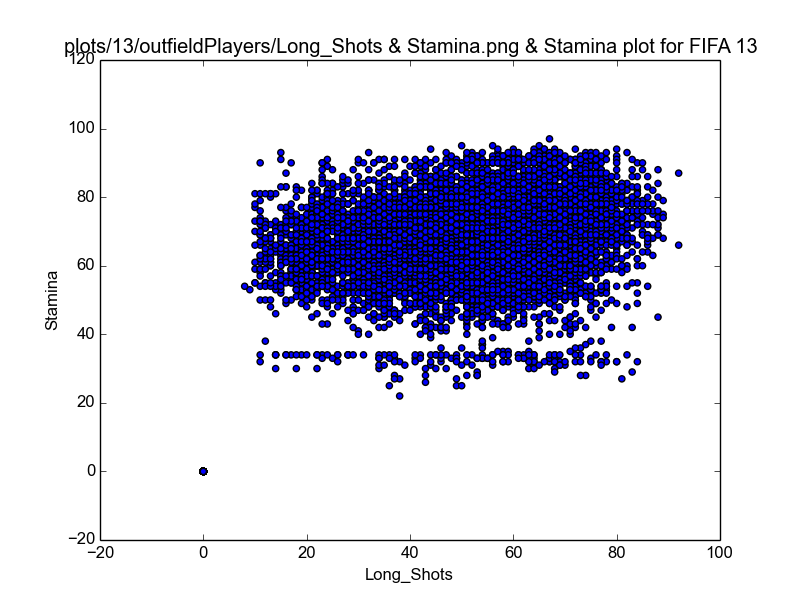 plots/13/outfieldPlayers/Long_Shots & Stamina.png & Stamina plot for FIFA 13
120
100
80
60
40
20
0
−20
Stamina
−20 0 20 40 60 80 100
Long_Shots